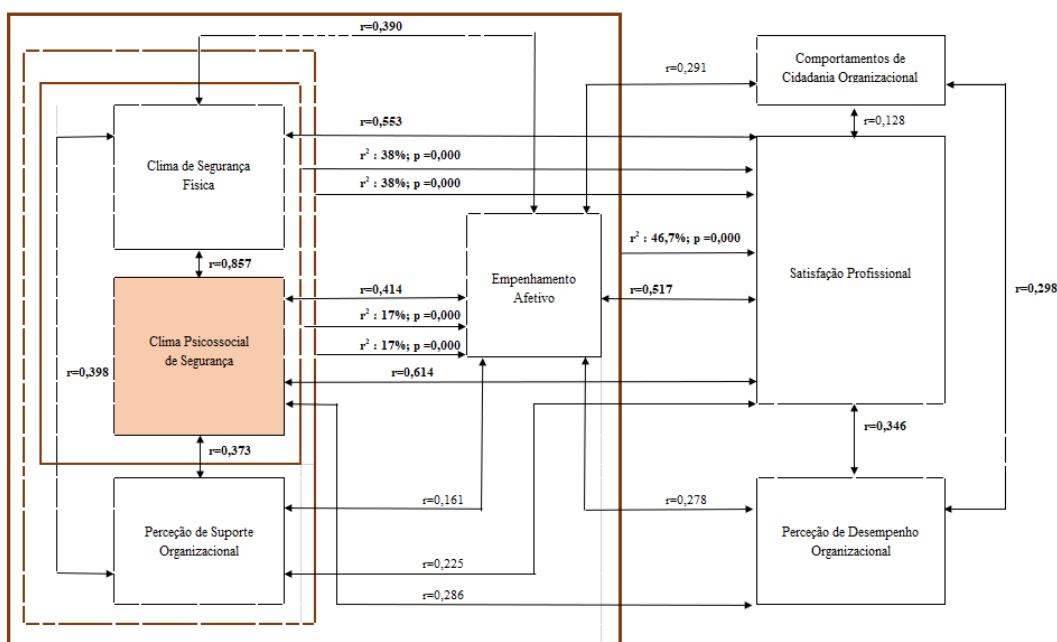 r=0,390
Comportamentos de
Cidadania Organizacional
r=0,291
r=0,128
r=0,553
r² : 38%; p =0,000
r² : 38%; p =0,000
Clima de Segurança
Física
r² : 46,7%; p =0,000
Satisfação Profissional
Empenhamento
Afetivo
r=0,857
r=0,414
r=0,517
r=0,298
r² : 17%; p =0,000
r² : 17%; p =0,000
Clima Psicossocial
de Segurança
r=0,398
r=0,614
r=0,346
r=0,373
r=0,161
r=0,278
Perceção de Suporte
Organizacional
Perceção de Desempenho
Organizacional
r=0,225
r=0,286